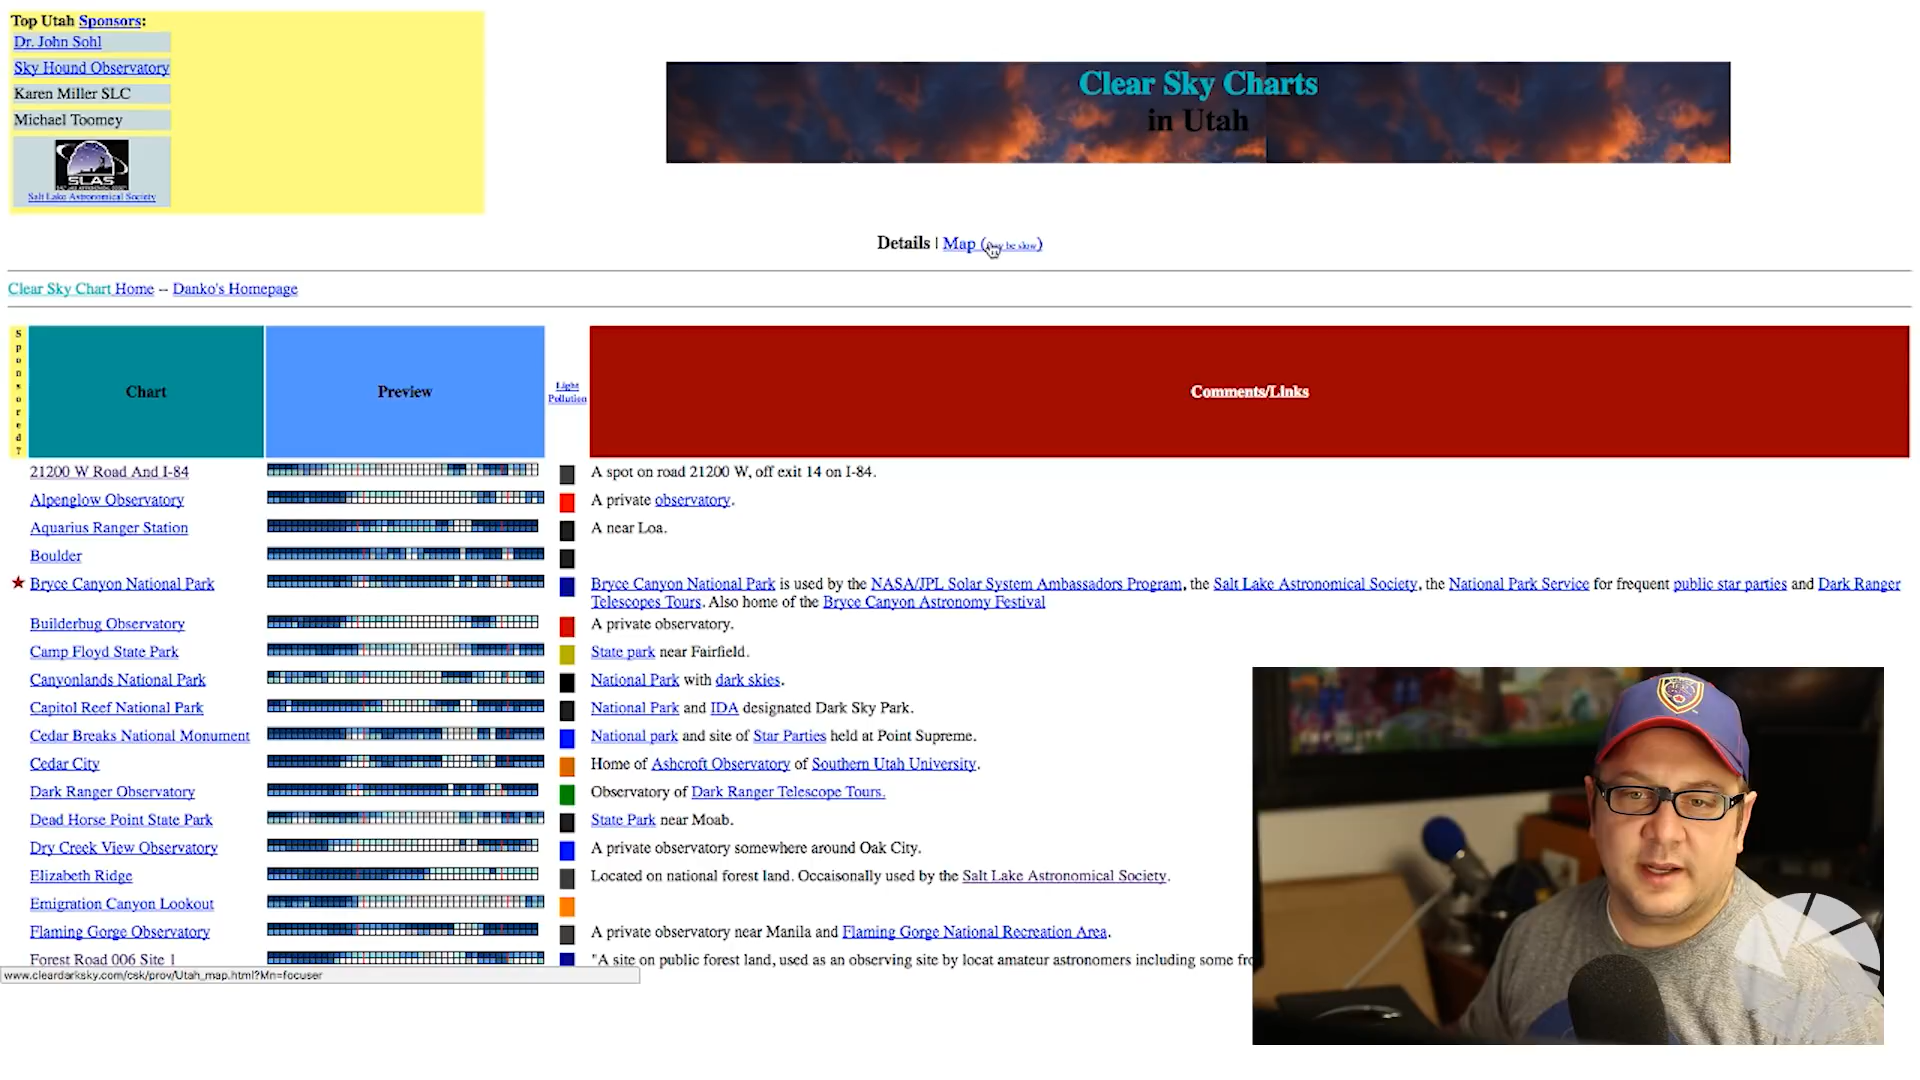 Top Utah Sponsors:
Dr. John Sohl
Sky Hound Observatory
Karen Miller SLC
Michael Toomey
SLAS
Salt Lake Astronomical Society
Clear Sky Charts
in Utah
Details | Map (may be slow)
Clear Sky Chart Home -- Danko's Homepage
Sponsored?
Chart
Preview
Light
Pollution
Comments/Links
21200 W Road And I-84
A spot on road 21200 W, off exit 14 on I-84.
Alpenglow Observatory
A private observatory.
Aquarius Ranger Station
A near Loa.
Boulder
Bryce Canyon National Park
Bryce Canyon National Park is used by the NASA/JPL Solar System Ambassadors Program, the Salt Lake Astronomical Society, the National Park Service for frequent public star parties and Dark Ranger
Telescopes Tours. Also home of the Bryce Canyon Astronomy Festival
Builderbug Observatory
A private observatory.
Camp Floyd State Park
State park near Fairfield.
Canyonlands National Park
National Park with dark skies.
Capitol Reef National Park
National Park and IDA designated Dark Sky Park.
Cedar Breaks National Monument
National park and site of Star Parties held at Point Supreme.
Cedar City
Home of Ashcroft Observatory of Southern Utah University.
Dark Ranger Observatory
Observatory of Dark Ranger Telescope Tours.
Dead Horse Point State Park
State Park near Moab.
Dry Creek View Observatory
A private observatory somewhere around Oak City.
Elizabeth Ridge
Located on national forest land. Occaisonally used by the Salt Lake Astronomical Society.
Emigration Canyon Lookout
Flaming Gorge Observatory
A private observatory near Manila and Flaming Gorge National Recreation Area.
Forest Road 006 Site 1
"A site on public forest land, used as an observing site by locat amateur astronomers including some fro
www.cleardarksky.com/csk/prov/Utah_map.html?Mn=focuser